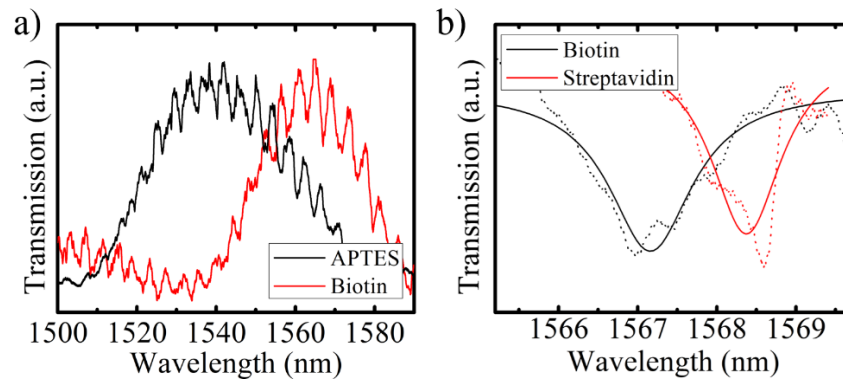 a)
Transmission (a.u.)
APTES
Biotin
1500 1520 1540 1560 1580
Wavelength (nm)
b)
Biotin
Streptavidin
Transmission (a.u.)
1566 1567 1568 1569
Wavelength (nm)